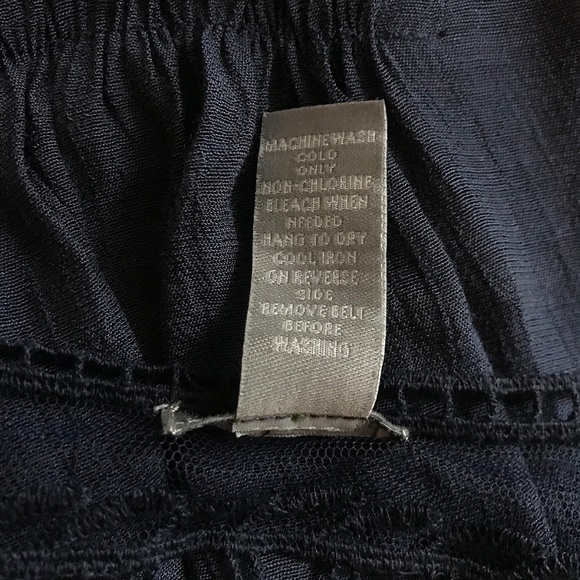 MACHINE WASH
COLD
ONLY
NON-CHLORINE
BLEACH WHEN
NEEDED
HANG TO DRY
COOL IRON
ON REVERSE
SIDE
REMOVE BELT
BEFORE
WASHING